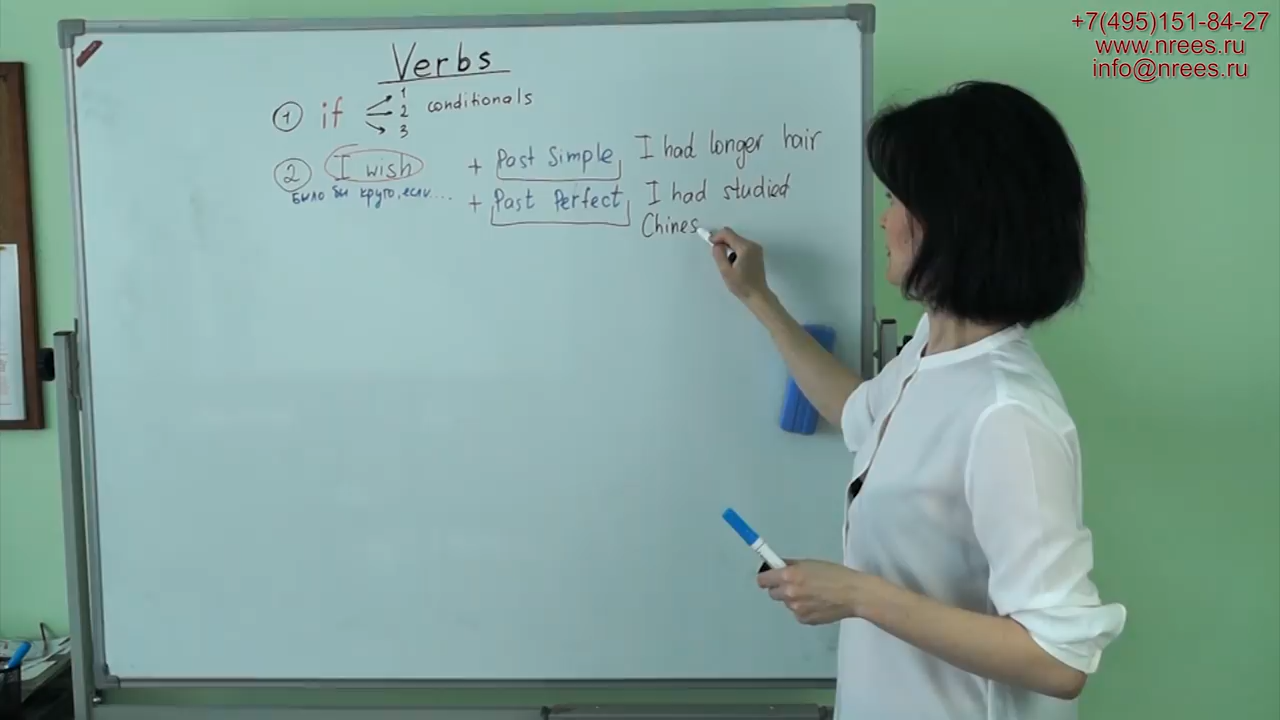 +7(495)151-84-27
www.nrees.ru
info@nrees.ru
Verbs
1 if 1 2 3 conditionals
2 I wish + Past Simple, I had longer hair
Было бы круто, если.... + Past Perfect I had studied
Chines